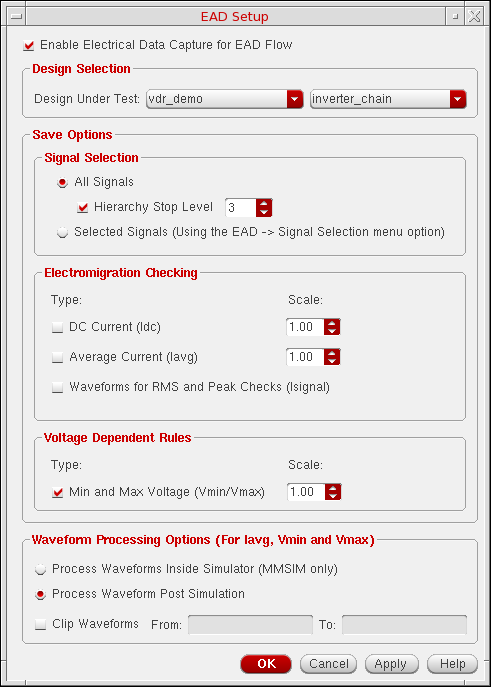 EAD Setup
Enable Electrical Data Capture for EAD Flow
Design Selection
Design Under Test: vdr_demo inverter_chain
Save Options
Signal Selection
All Signals
Hierarchy Stop Level 3
Selected Signals (Using the EAD -> Signal Selection menu option)
Electromigration Checking
Type: Scale:
DC Current (Idc) 1.00
Average Current (Iavg) 1.00
Waveforms for RMS and Peak Checks (Isignal)
Voltage Dependent Rules
Type: Scale:
Min and Max Voltage (Vmin/Vmax) 1.00
Waveform Processing Options (For Iavg, Vmin and Vmax)
Process Waveforms Inside Simulator (MMSIM only)
Process Waveform Post Simulation
Clip Waveforms From: To:
OK Cancel Apply Help